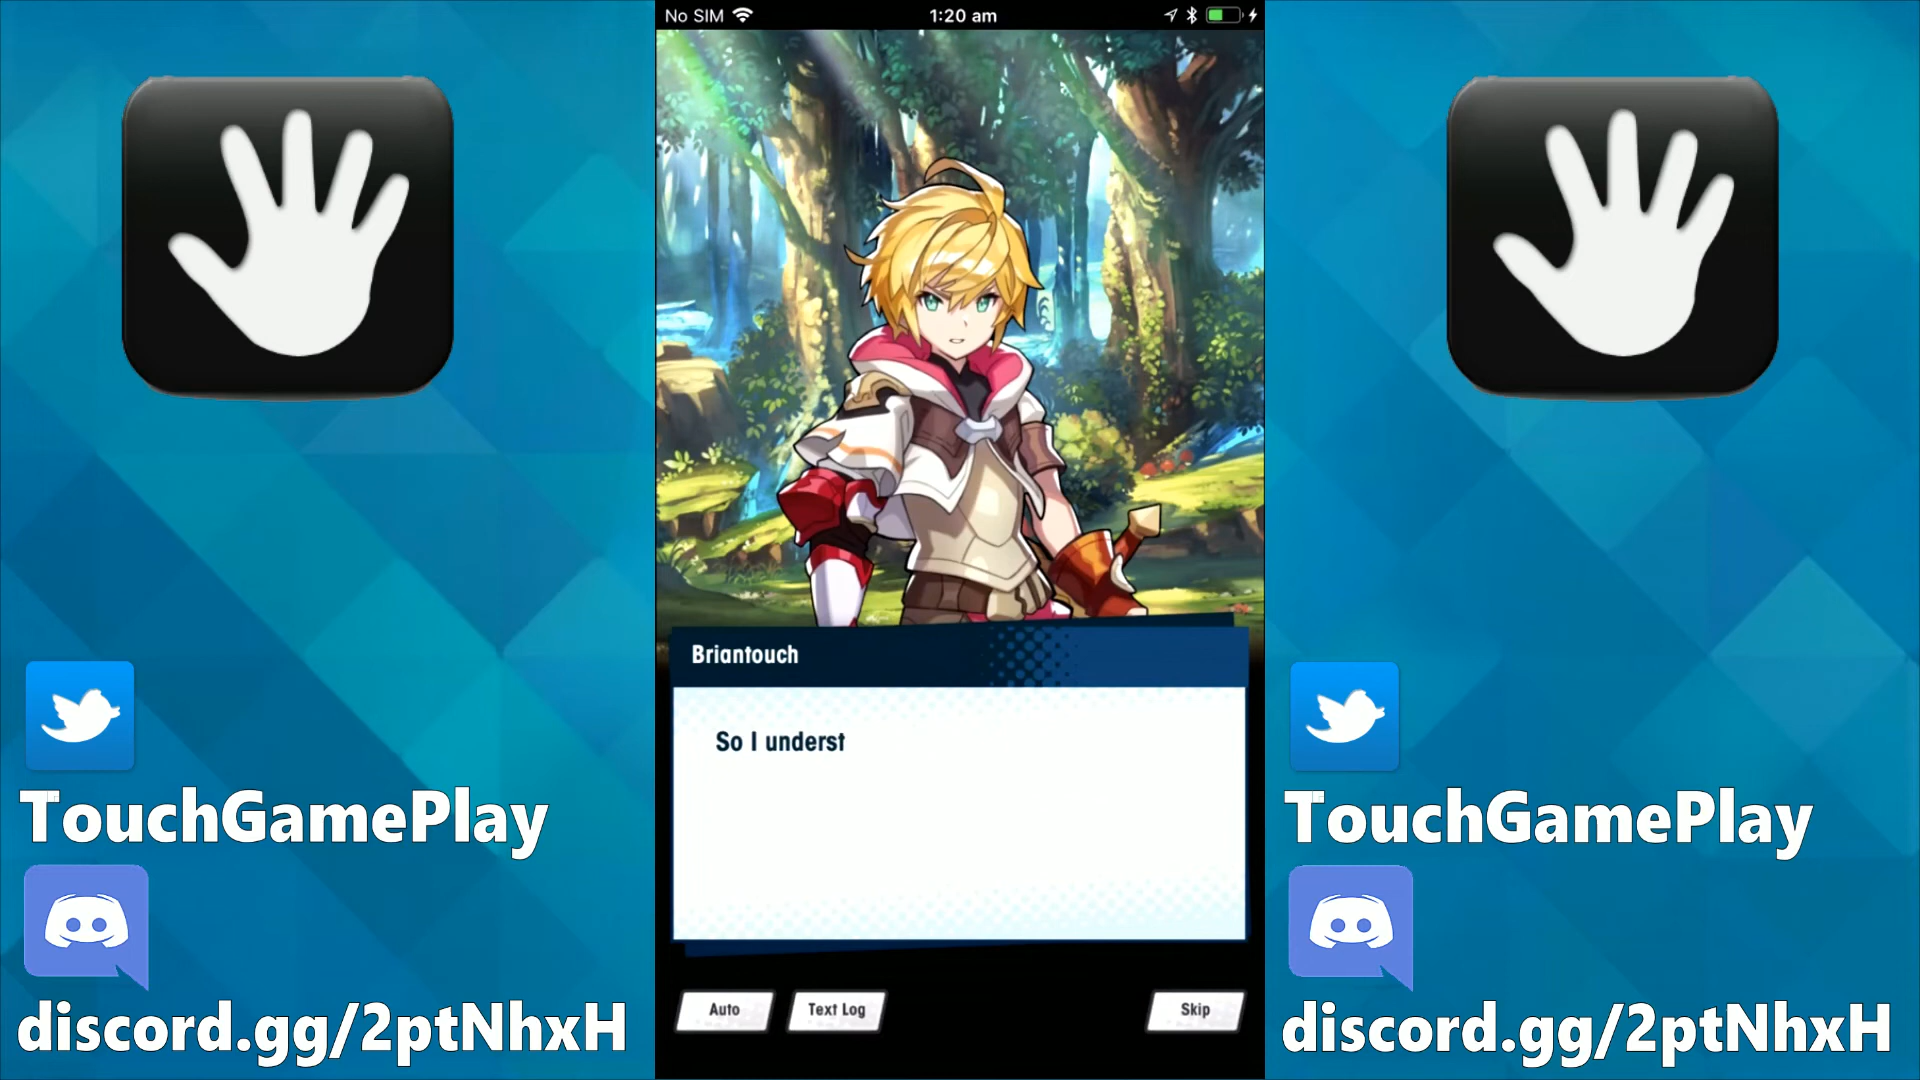 No SIM 1:20 am
Briantouch
So I underst
Auto Text Log Skip
TouchGamePlay
discord.gg/2ptNhxH
TouchGamePlay
discord.gg/2ptNhxH